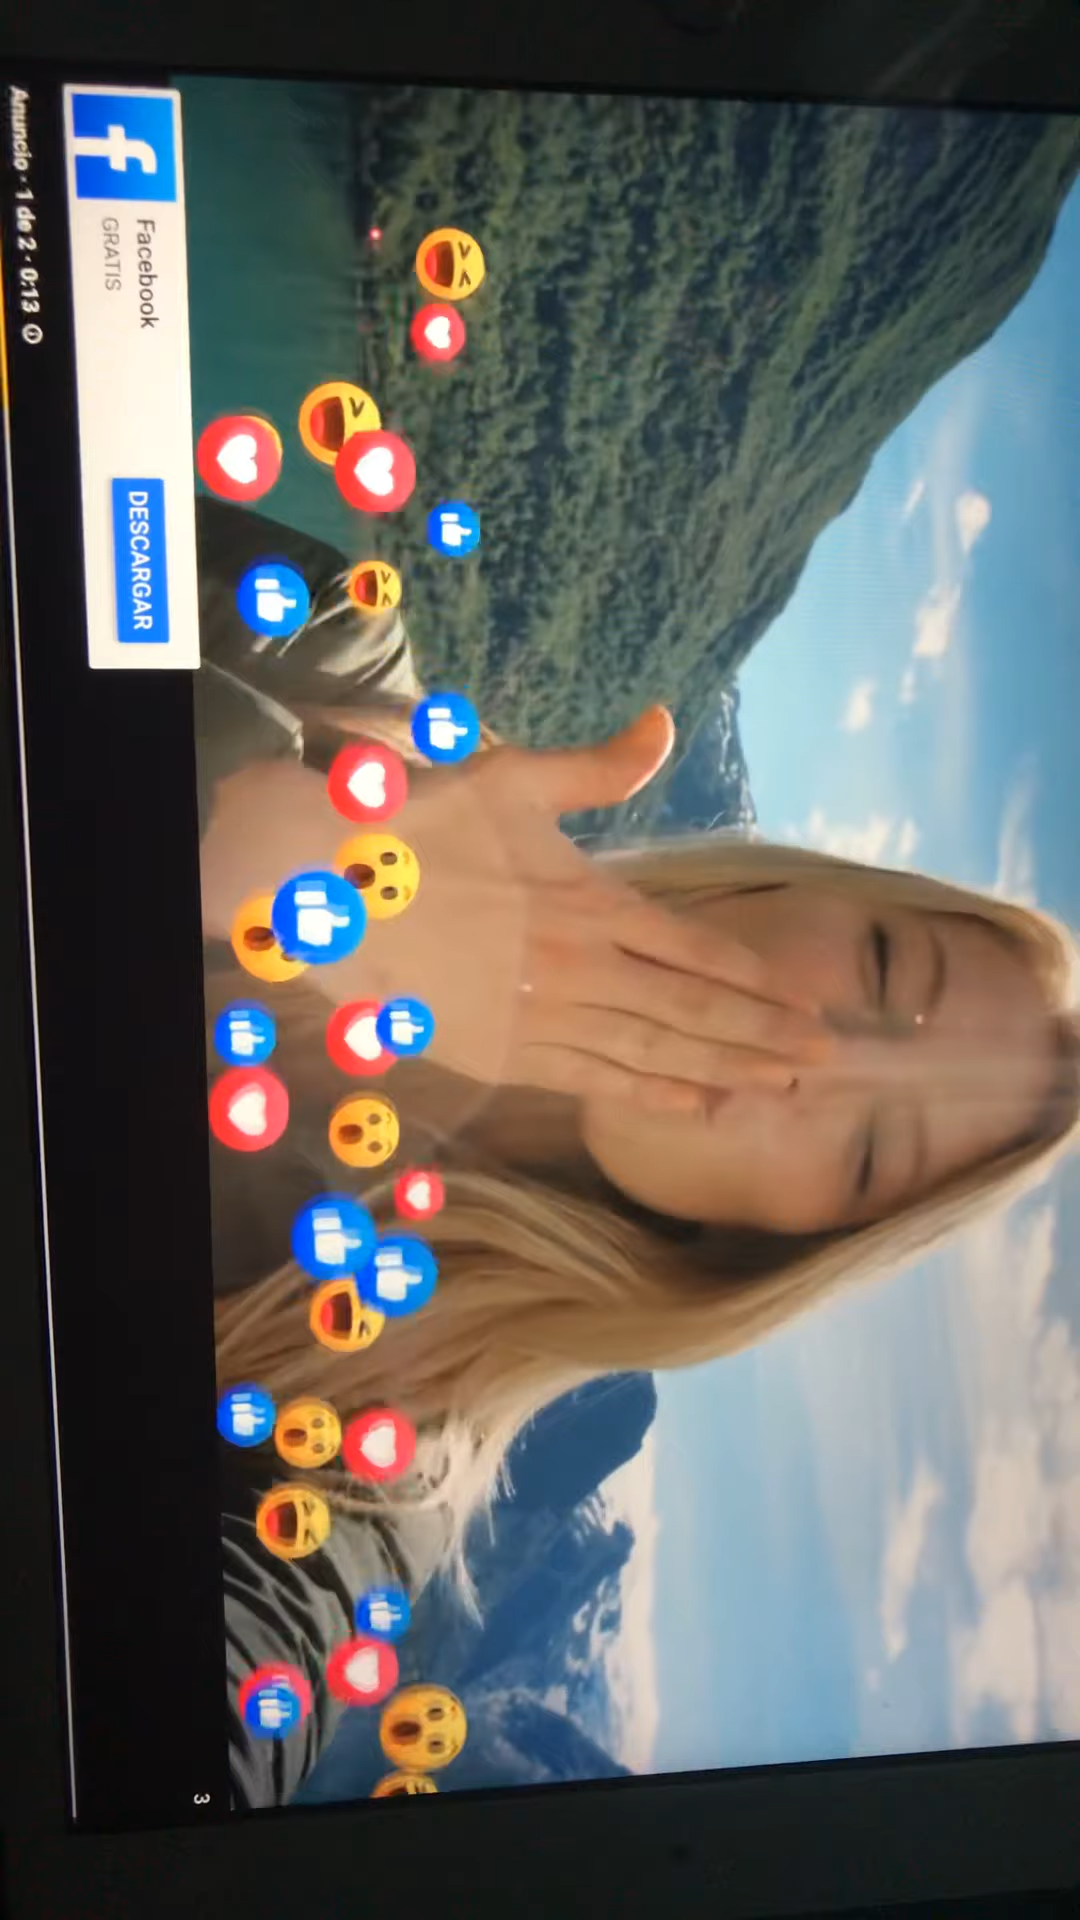 Facebook
GRATIS
DESCARGAR
Anuncio · 1 de 2 · 0:13
3